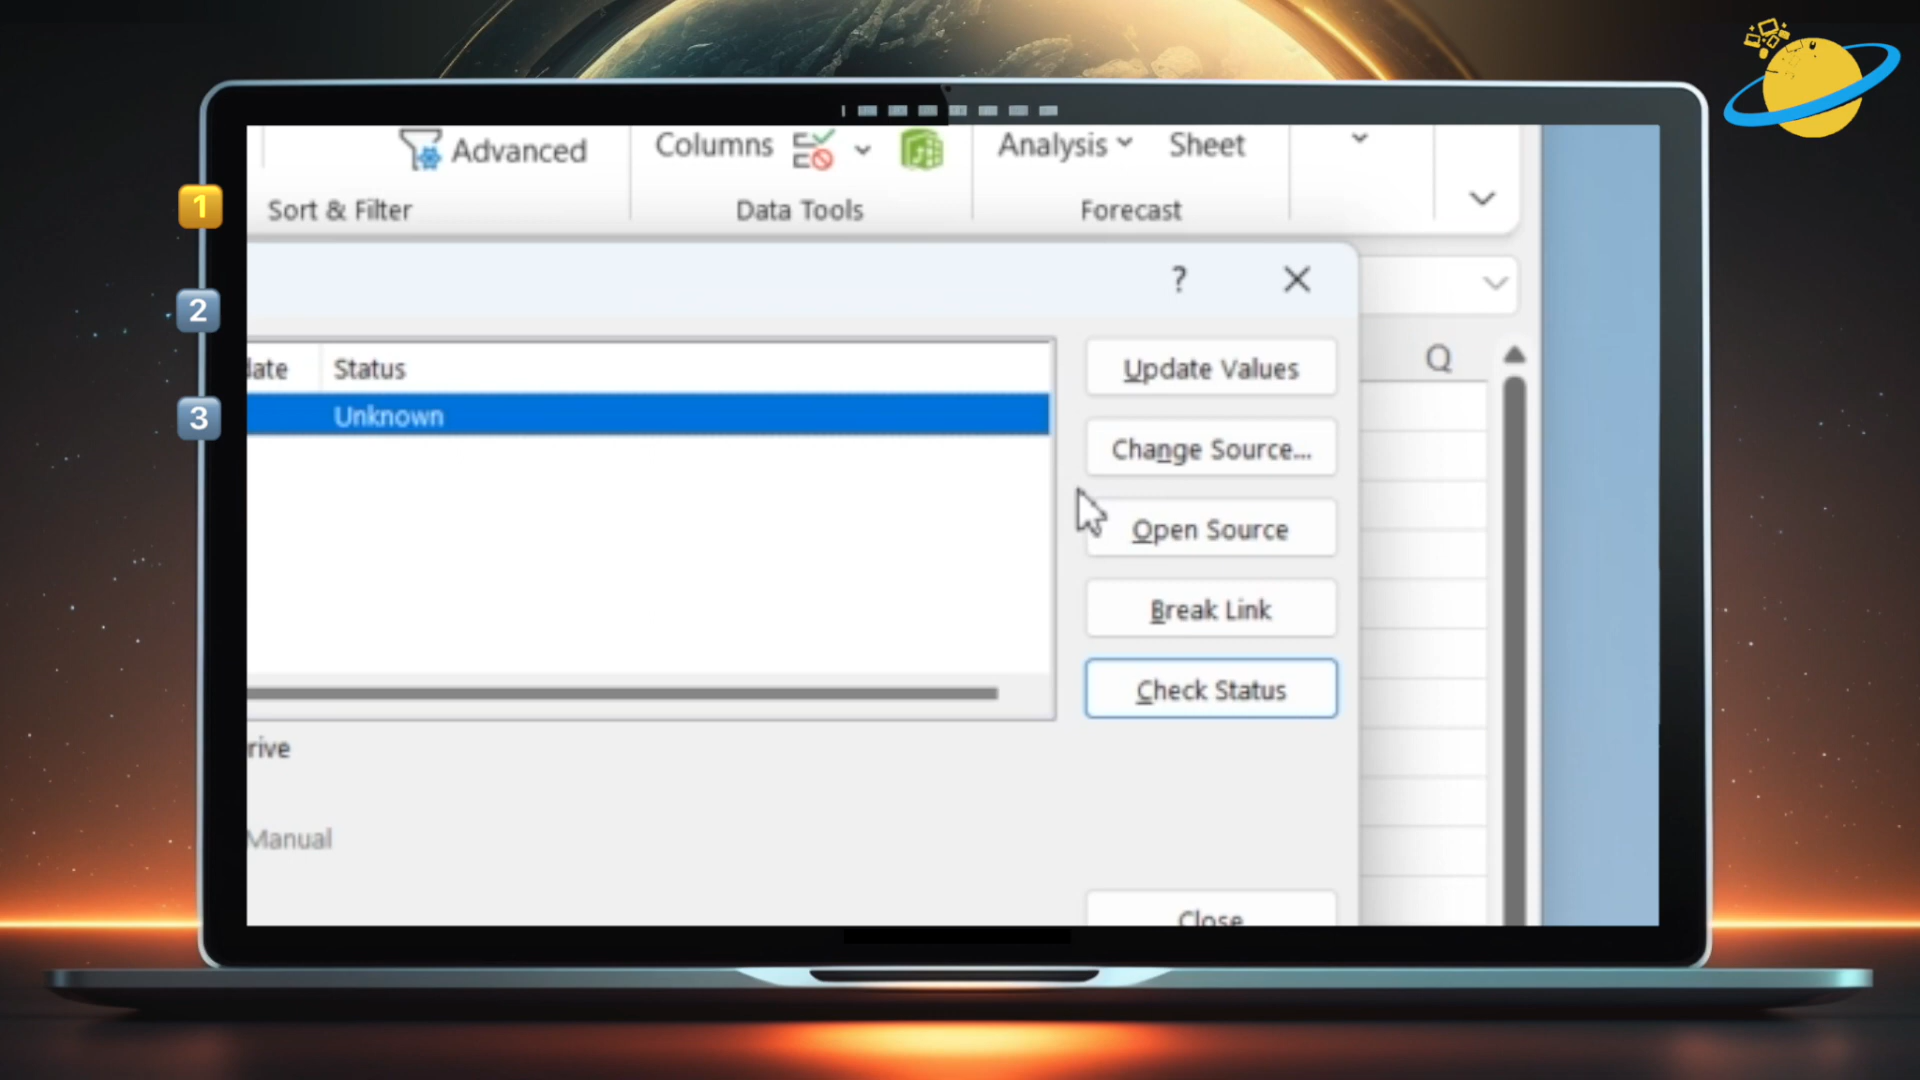 Advanced
Columns
Analysis
Sheet
1
Sort & Filter
Data Tools
Forecast
?
2
date
Status
Update Values
Q
3
Unknown
Change Source...
Open Source
Break Link
Check Status
rive
Manual
Close